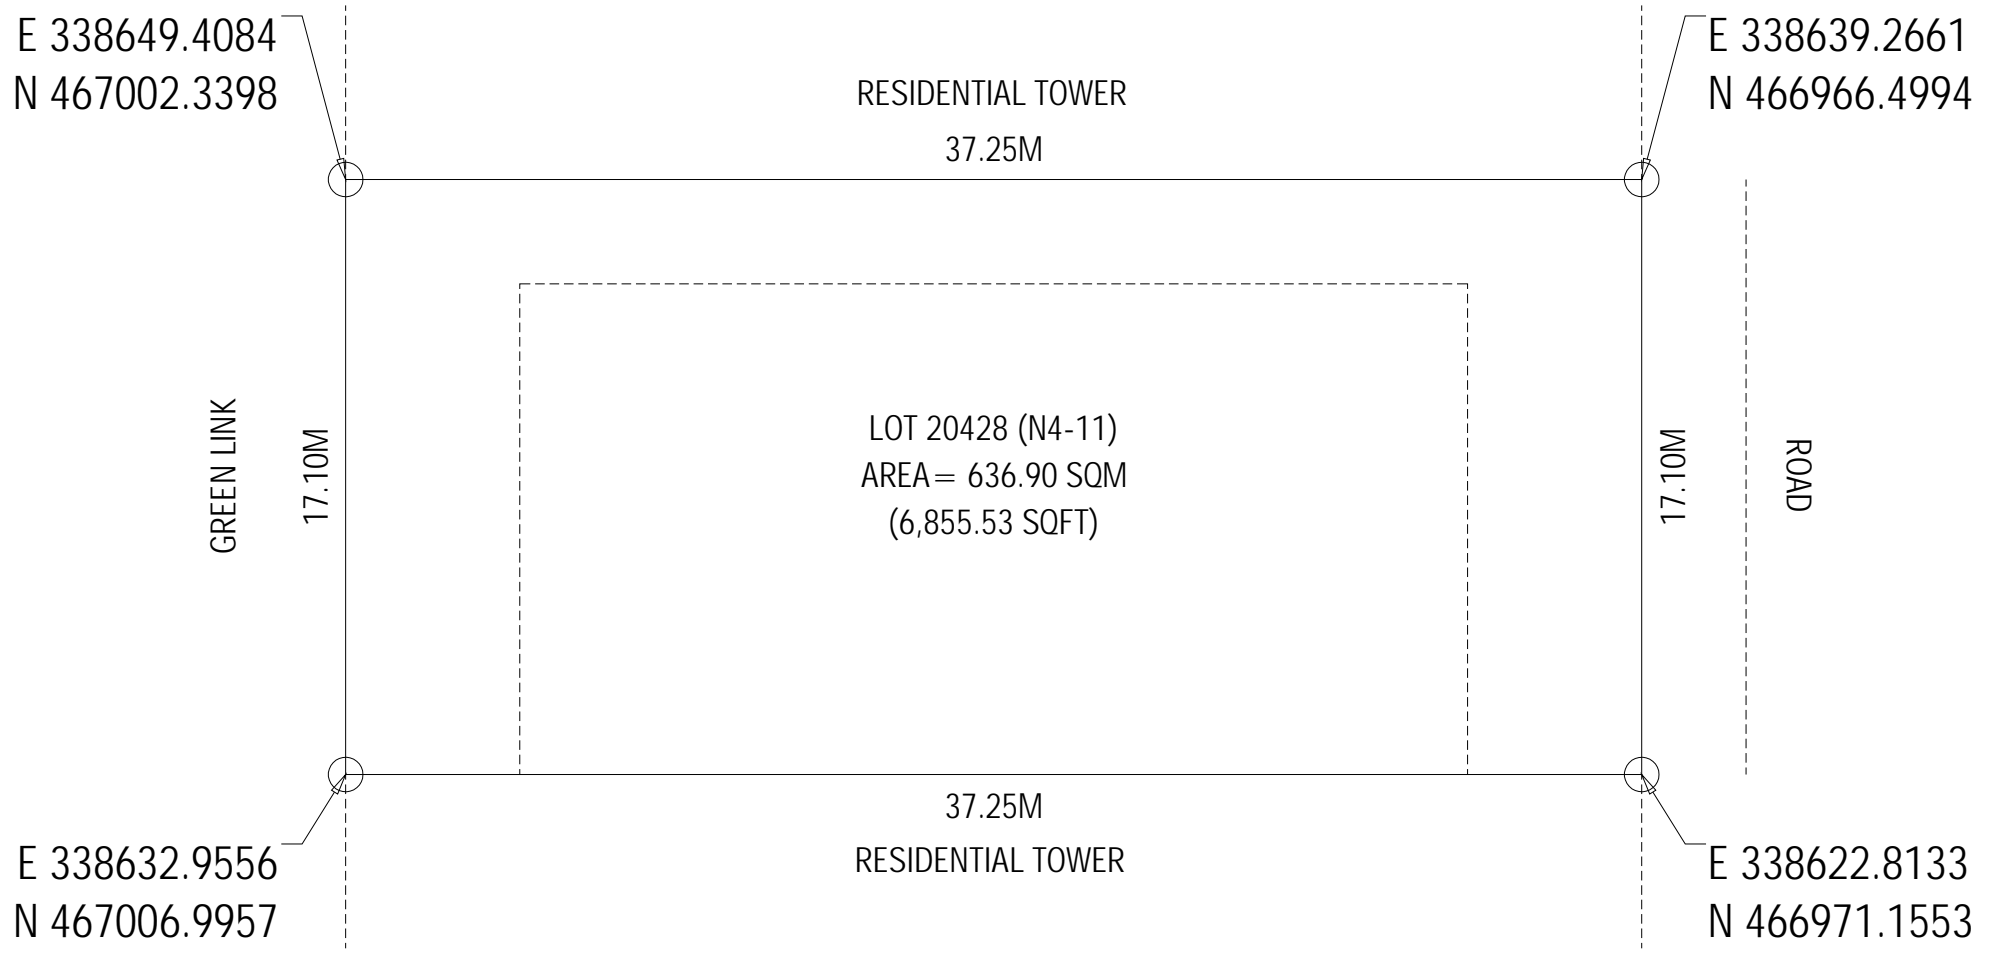 E 338649.4084
N 467002.3398
E 338639.2661
N 466966.4994
RESIDENTIAL TOWER
37.25M
GREEN LINK
17.10M
LOT 20428 (N4-11)
AREA= 636.90 SQM
(6,855.53 SQFT)
17.10M
ROAD
37.25M
RESIDENTIAL TOWER
E 338632.9556
N 467006.9957
E 338622.8133
N 466971.1553